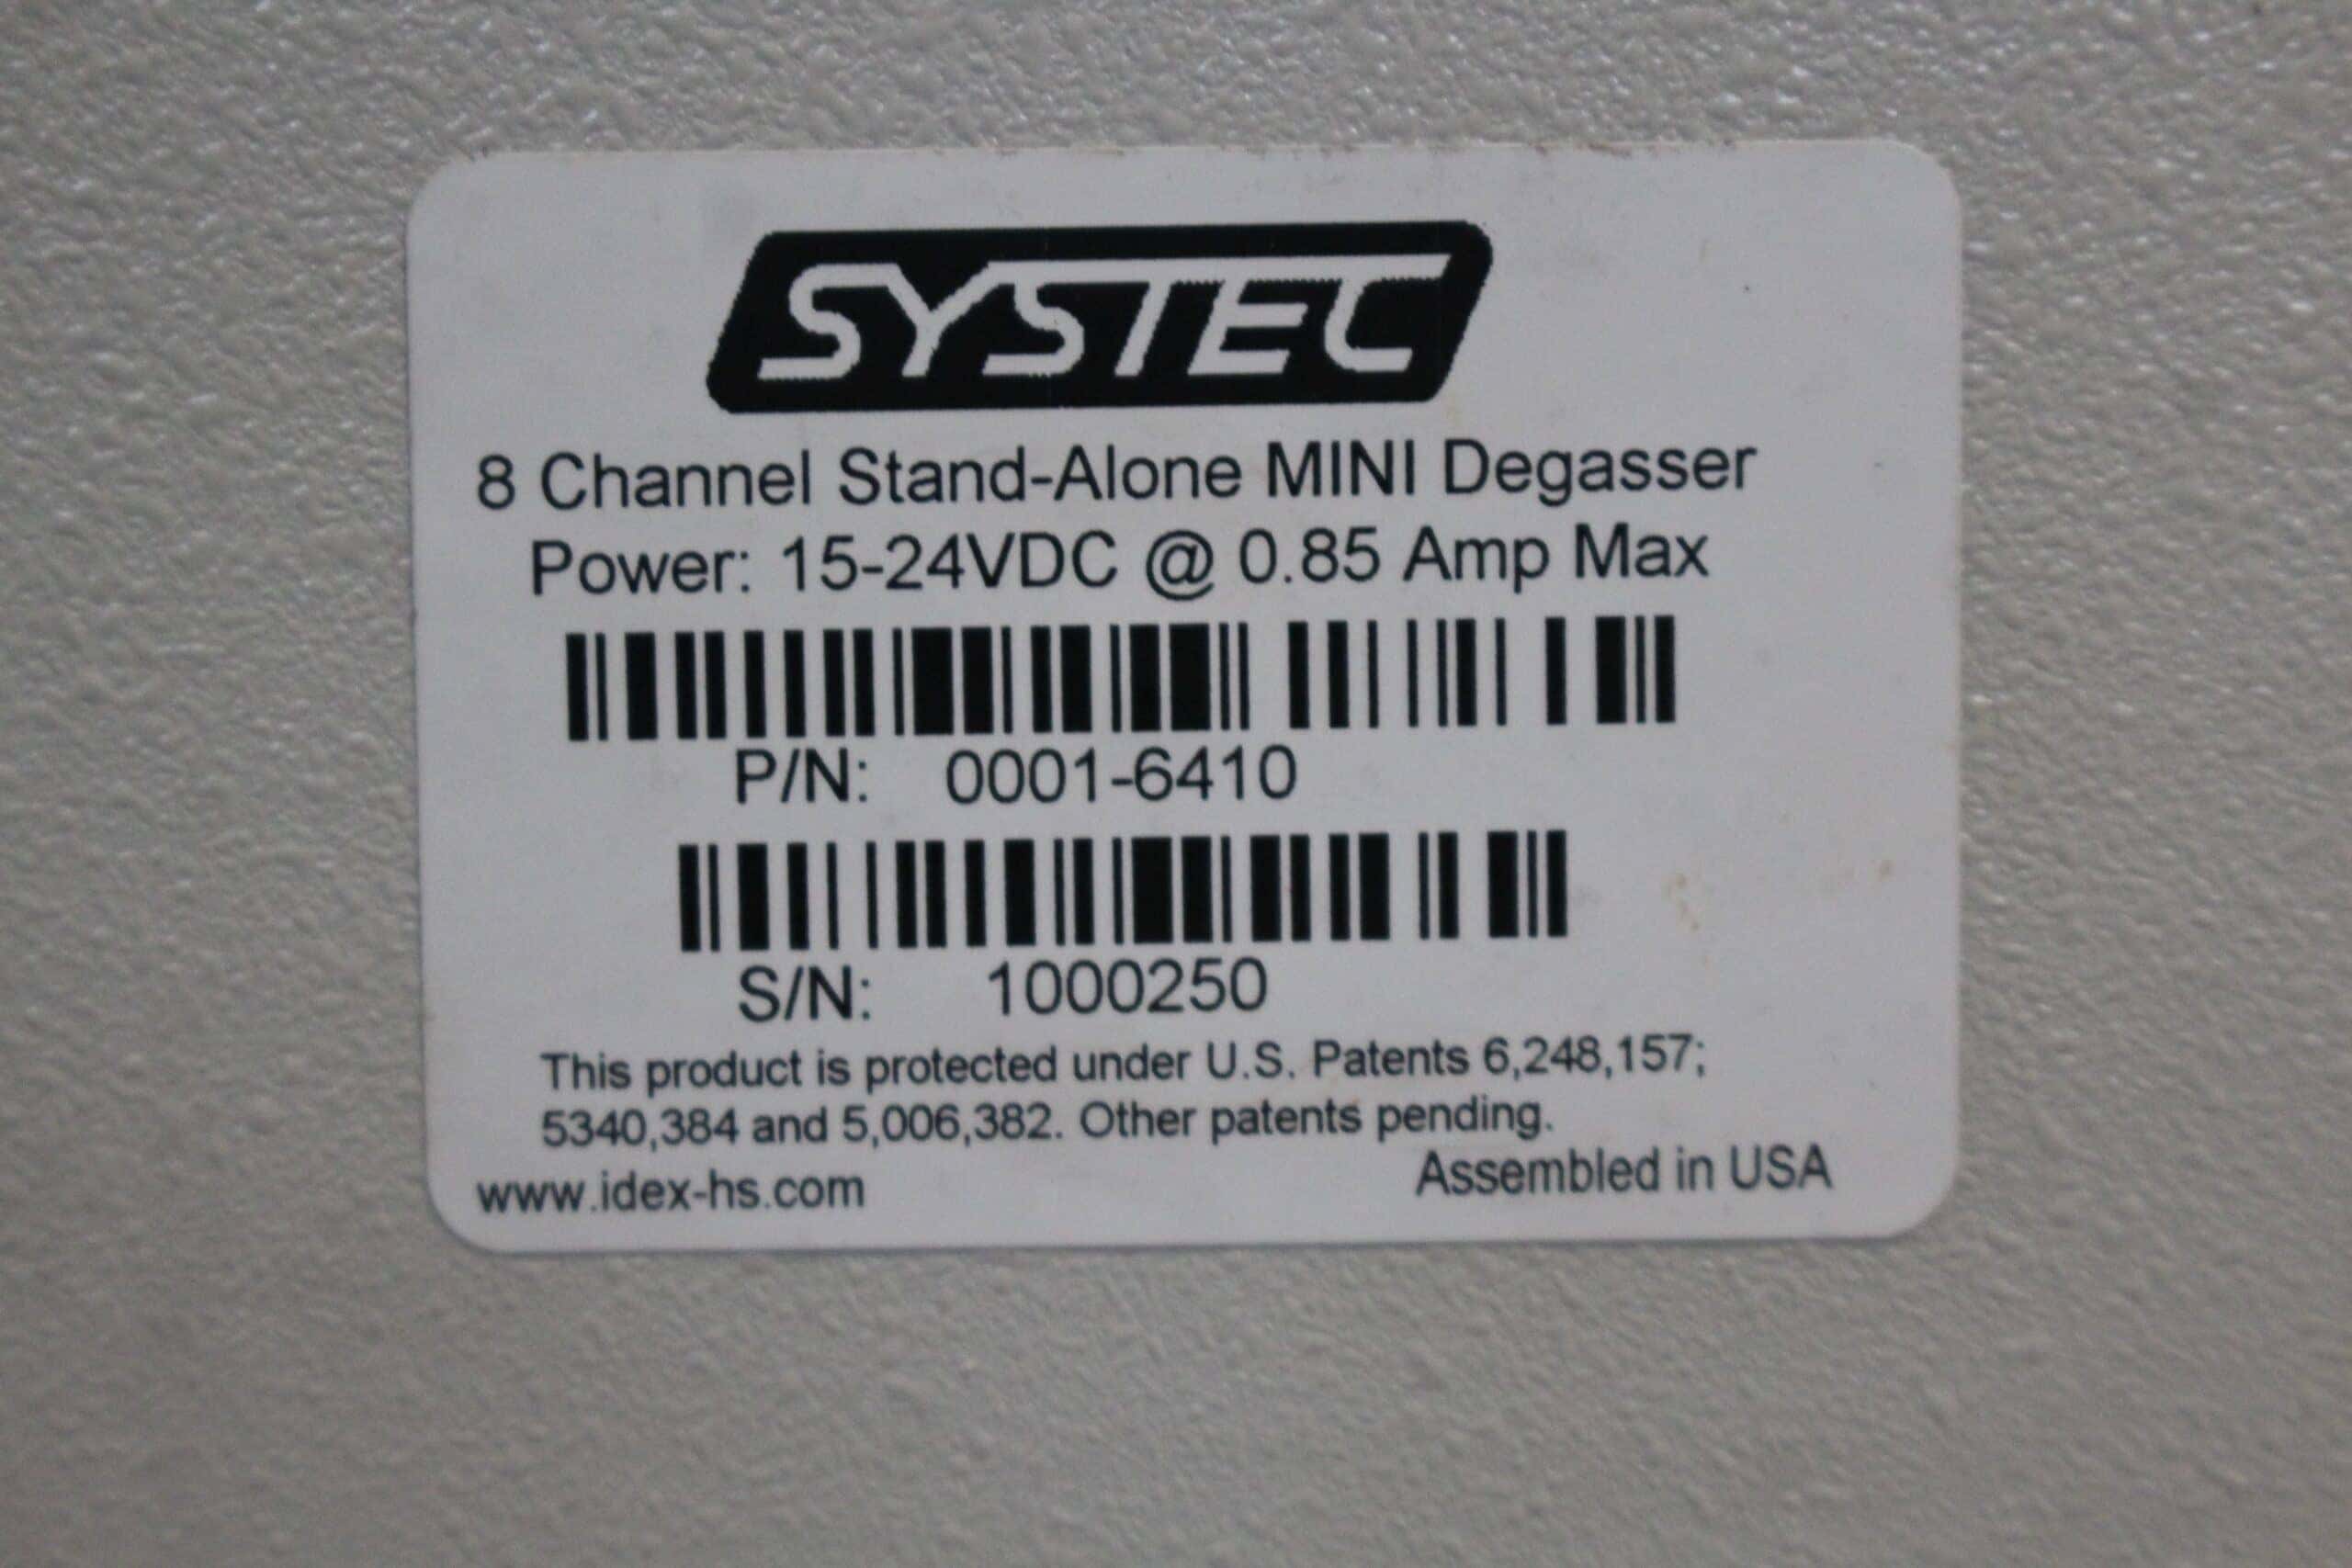 SYSTEC
8 Channel Stand-Alone MINI Degasser
Power: 15-24VDC @ 0.85 Amp Max
P/N: 0001-6410
S/N: 1000250
This product is protected under U.S. Patents 6,248,157;
5340,384 and 5,006,382. Other patents pending.
www.idex-hs.com Assembled in USA